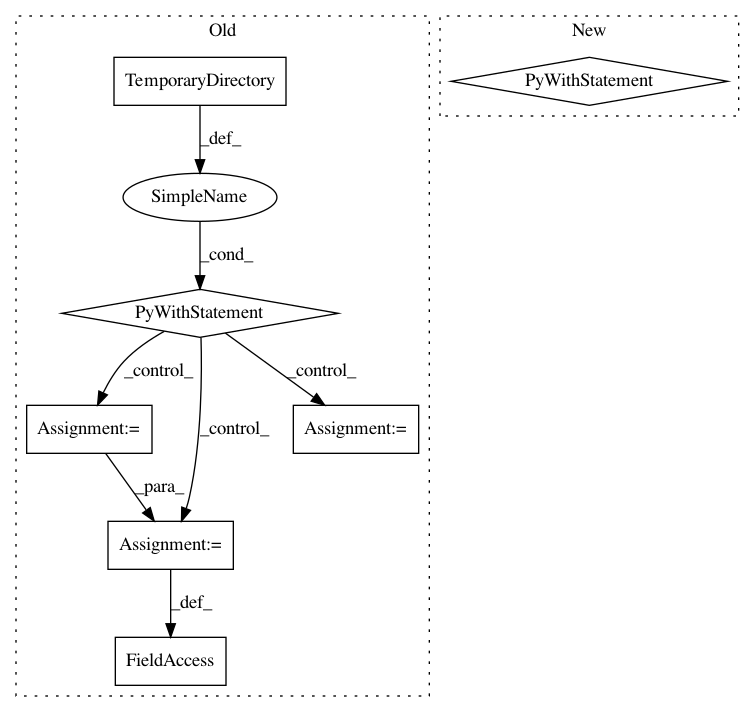 Old
New
TemporaryDirectory
PyWithStatement
_def_
SimpleName
_cond_
PyWithStatement
_control_
_control_
_control_
Assignment:=
Assignment:=
_para_
Assignment:=
_def_
FieldAccess